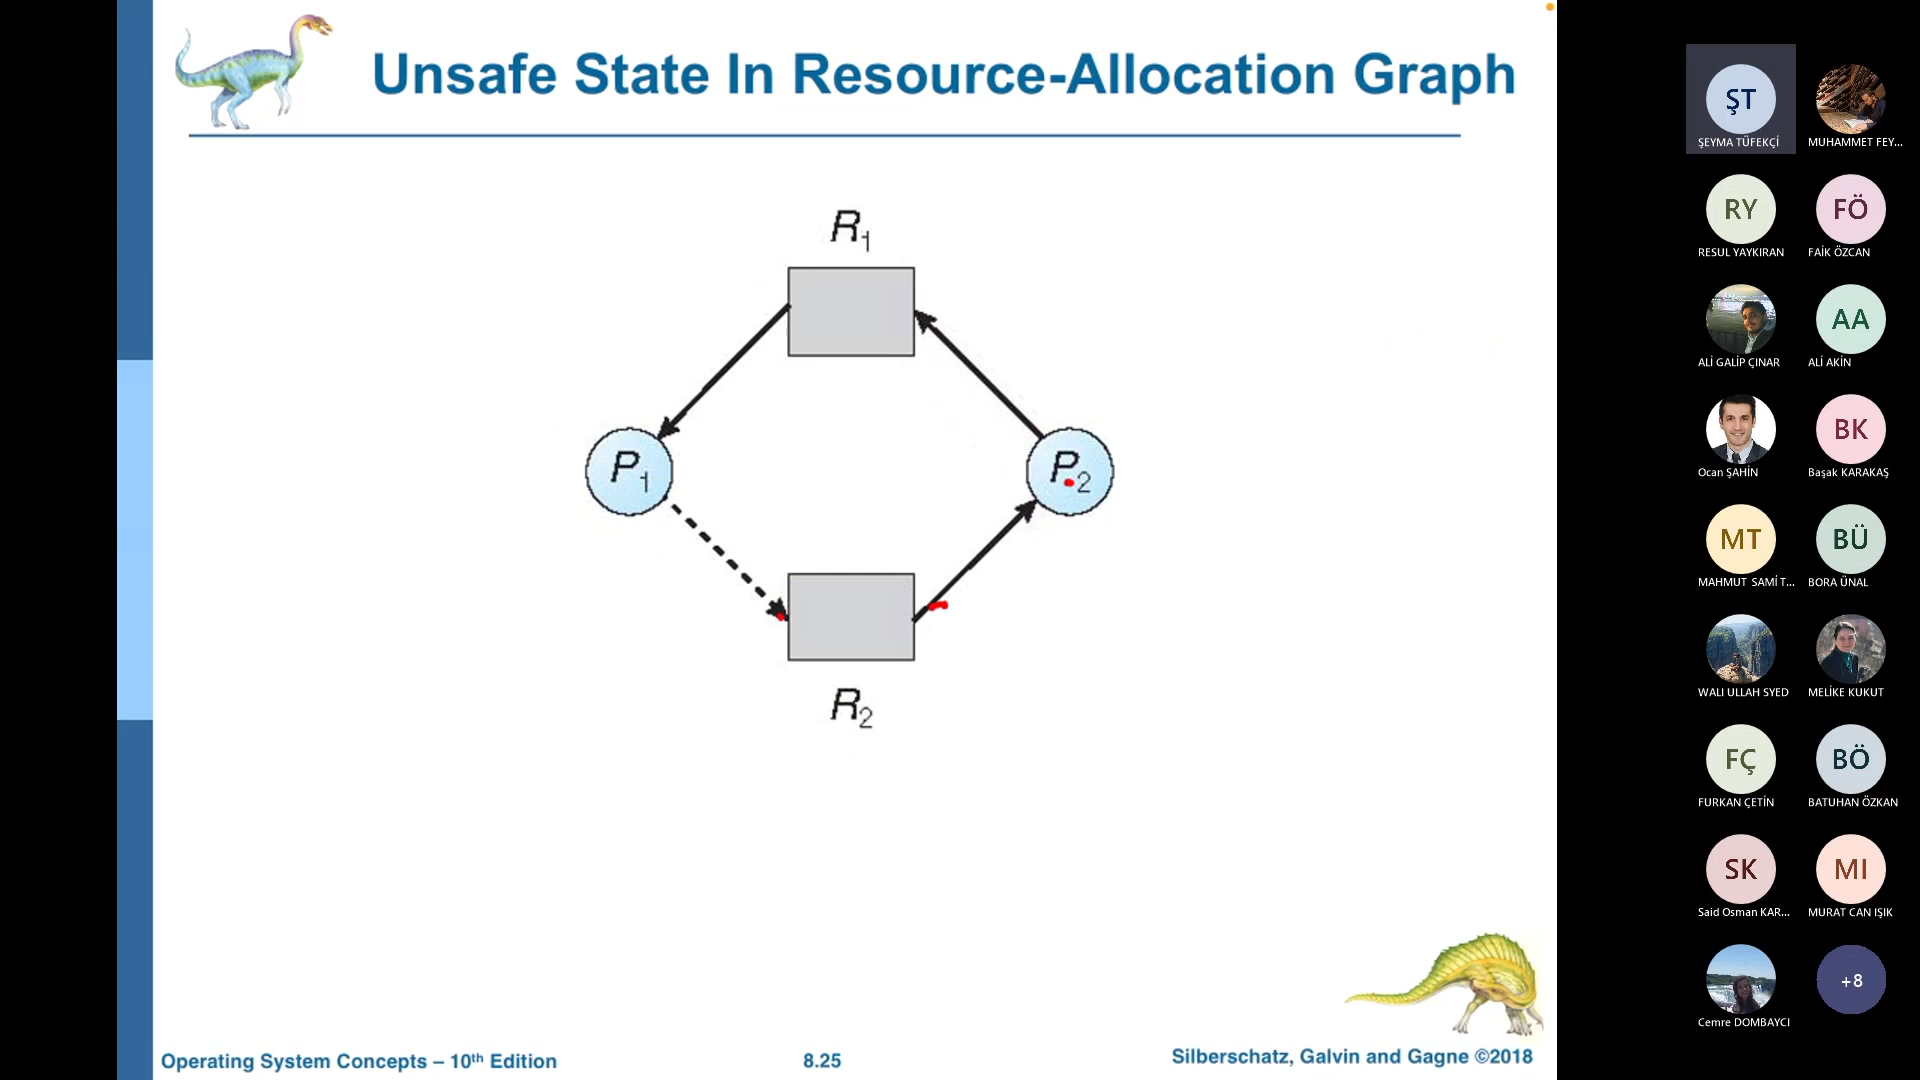 Unsafe State In Resource-Allocation Graph
R1
P1
P2
R2
Operating System Concepts – 10th Edition
8.25
Silberschatz, Galvin and Gagne ©2018
ŞT
ŞEYMA TÜFEKÇİ
MUHAMMET FEY...
RY
RESUL YAYKIRAN
FÖ
FAİK ÖZCAN
ALİ GALİP ÇINAR
AA
ALİ AKİN
Ocan ŞAHİN
BK
Başak KARAKAŞ
MT
MAHMUT SAMİ T...
BÜ
BORA ÜNAL
WALI ULLAH SYED
MELİKE KUKUT
FÇ
FURKAN ÇETİN
BÖ
BATUHAN ÖZKAN
SK
Said Osman KAR...
MI
MURAT CAN IŞIK
Cemre DOMBAYCI
+8